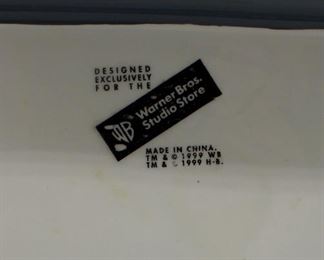 DESIGNED
EXCLUSIVELY
FOR THE
WB
Warner Bros.
Studio Store
MADE IN CHINA.
TM & © 1999 WB
TM & © 1999 H-B.